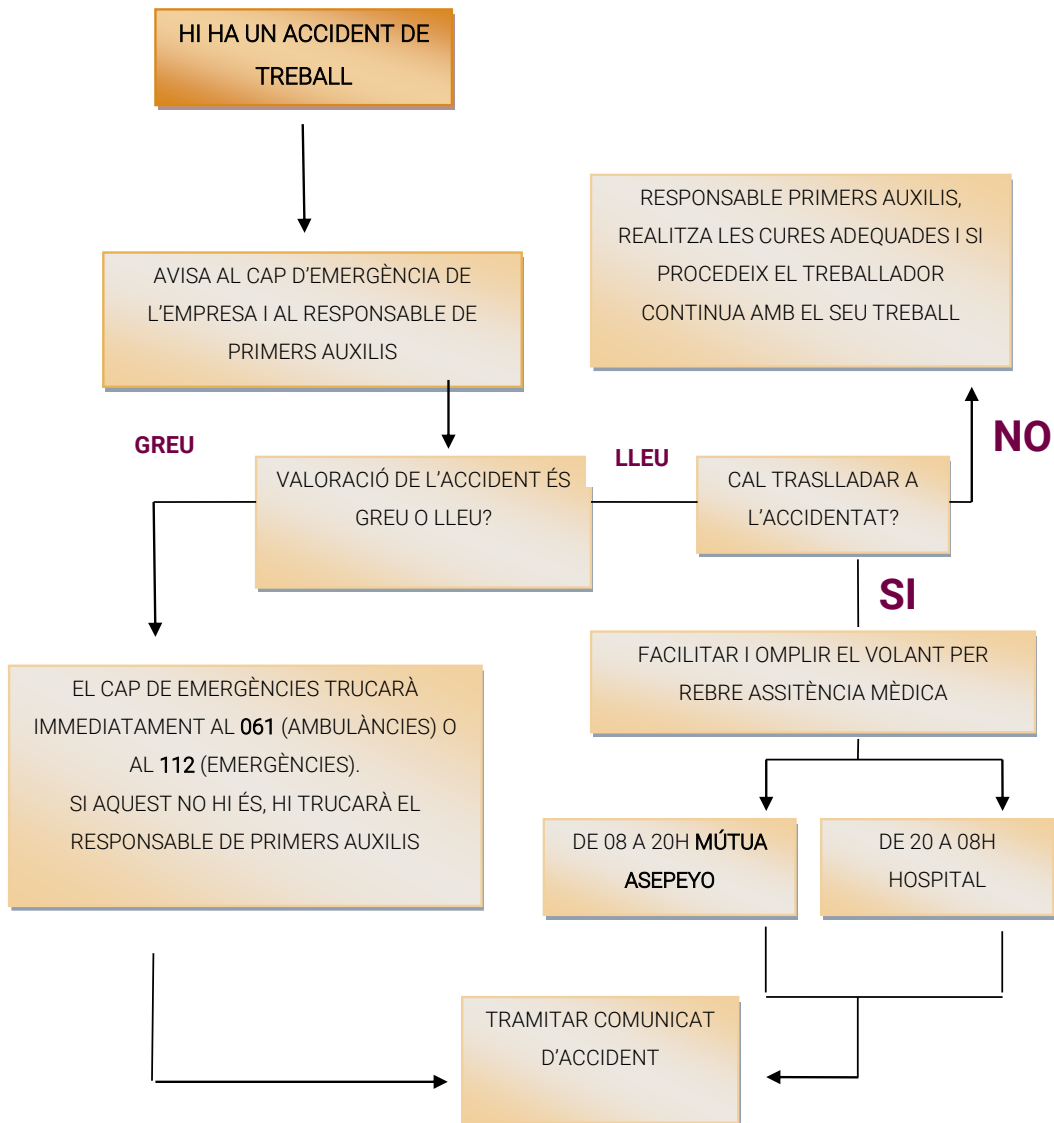 HI HA UN ACCIDENT DE
TREBALL
RESPONSABLE PRIMERS AUXILIS,
REALITZA LES CURES ADEQUADES I SI
PROCEDEIX EL TREBALLADOR
CONTINUA AMB EL SEU TREBALL
AVISA AL CAP D'EMERGÈNCIA DE
L'EMPRESA I AL RESPONSABLE DE
PRIMERS AUXILIS
GREU
LLEU
NO
VALORACIÓ DE L'ACCIDENT ÉS
GREU O LLEU?
CAL TRASLLADAR A
L'ACCIDENTAT?
SI
EL CAP DE EMERGÈNCIES TRUCARÀ
IMMEDIATAMENT AL 061 (AMBULÀNCIES) O
AL 112 (EMERGÈNCIES).
SI AQUEST NO HI ÉS, HI TRUCARÀ EL
RESPONSABLE DE PRIMERS AUXILIS
FACILITAR I OMPLIR EL VOLANT PER
REBRE ASSITÈNCIA MÈDICA
DE 08 A 20H MÚTUA
ASEPEYO
DE 20 A 08H
HOSPITAL
TRAMITAR COMUNICAT
D'ACCIDENT